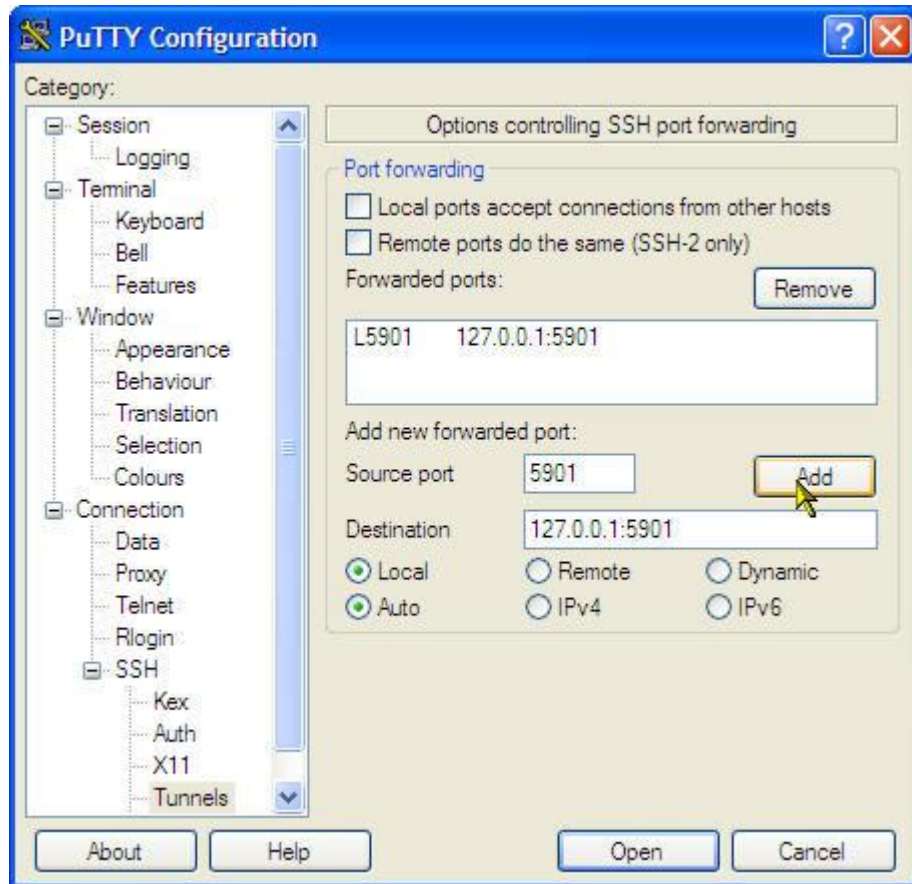 PuTTY Configuration
Category:
Session
Logging
Terminal
Keyboard
Bell
Features
Window
Appearance
Behaviour
Translation
Selection
Colours
Connection
Data
Proxy
Telnet
Rlogin
SSH
Kex
Auth
X11
Tunnels
Options controlling SSH port forwarding
Port forwarding
Local ports accept connections from other hosts
Remote ports do the same (SSH-2 only)
Forwarded ports:
Remove
L5901 127.0.0.1:5901
Add new forwarded port:
Source port 5901 Add
Destination 127.0.0.1:5901
Local Remote Dynamic
Auto IPv4 IPv6
About Help Open Cancel